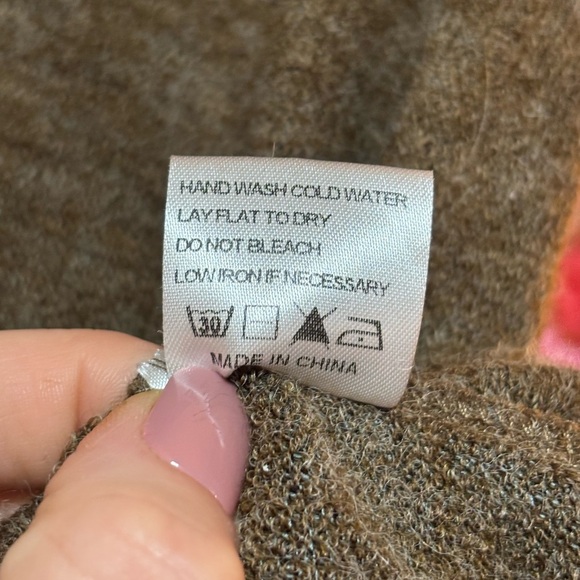 HAND WASH COLD WATER
LAY FLAT TO DRY
DO NOT BLEACH
LOW IRON IF NECESSARY
30
MADE IN CHINA